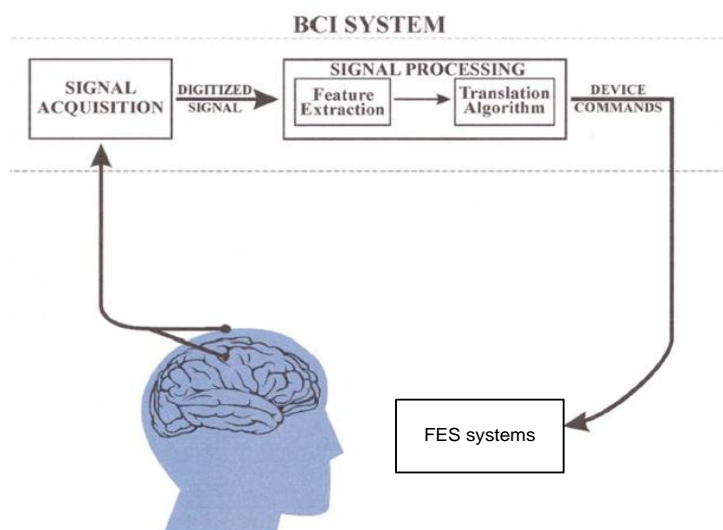 BCI SYSTEM
SIGNAL
ACQUISITION
DIGITIZED
SIGNAL
SIGNAL PROCESSING
Feature
Extraction
Translation
Algorithm
DEVICE
COMMANDS
FES systems